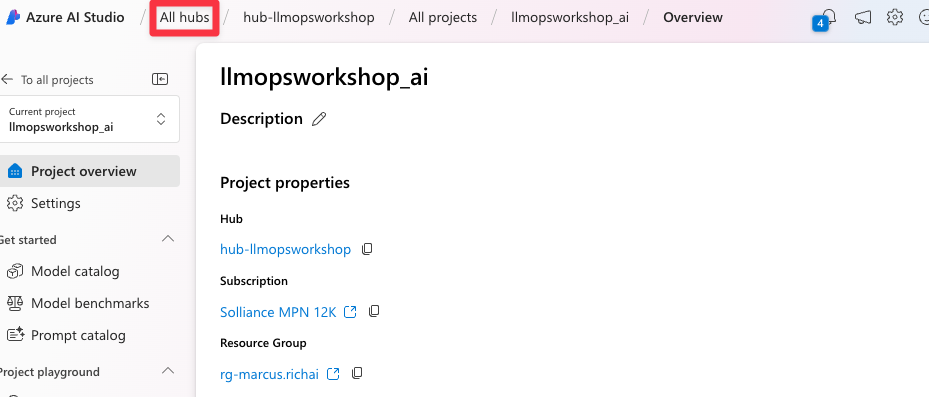 Azure AI Studio / All hubs / hub-llmopsworkshop / All projects / llmopsworkshop_ai / Overview
4
To all projects
Current project
llmopsworkshop_ai
Project overview
Settings
Get started
Model catalog
Model benchmarks
Prompt catalog
Project playground
llmopsworkshop_ai
Description
Project properties
Hub
hub-llmopsworkshop
Subscription
Solliance MPN 12K
Resource Group
rg-marcus.richai